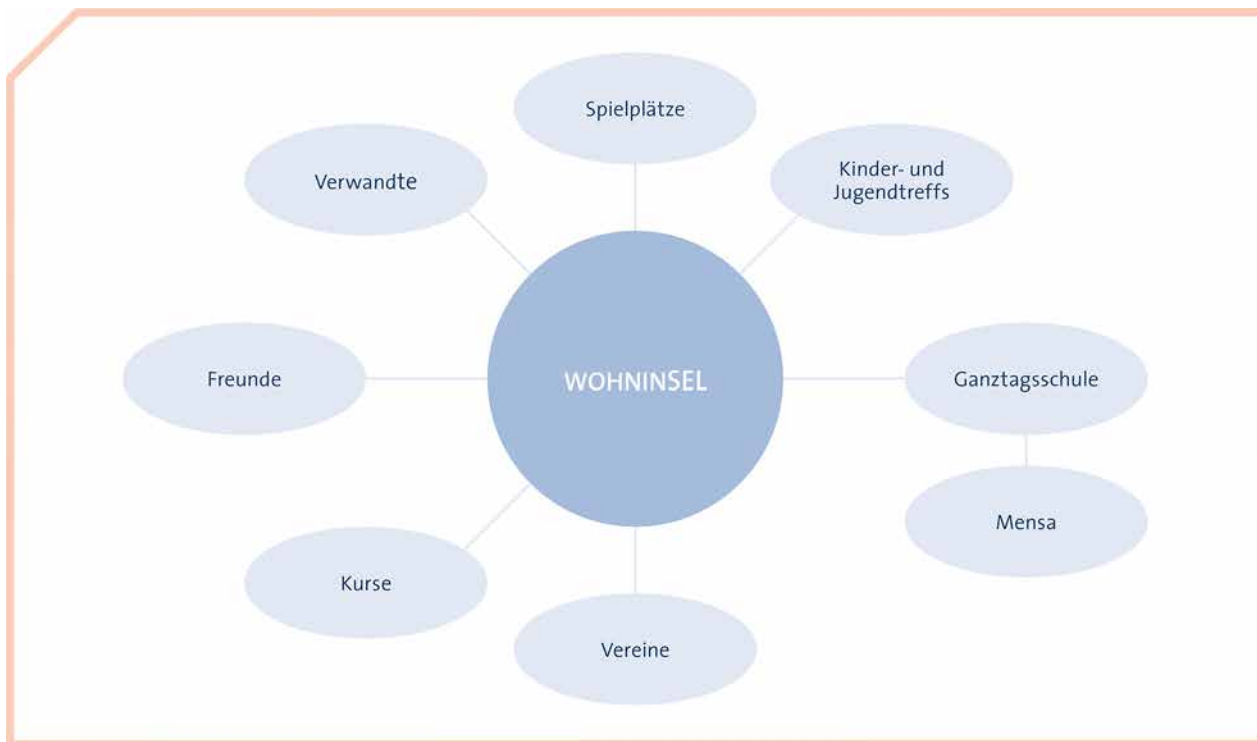 Spielplätze
Verwandte
Kinder- und
Jugendtreffs
Freunde
WOHNINSEL
Ganztagsschule
Mensa
Kurse
Vereine